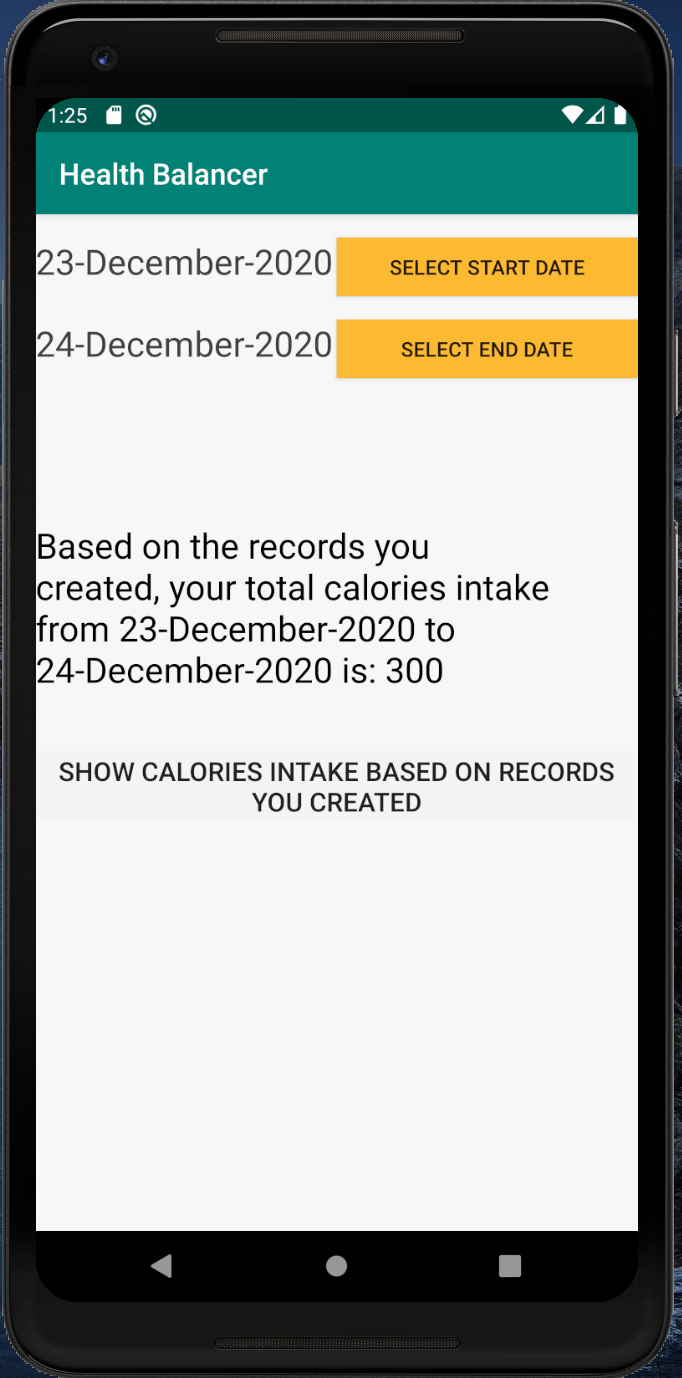 1:25
Health Balancer
23-December-2020 SELECT START DATE
24-December-2020 SELECT END DATE
Based on the records you
created, your total calories intake
from 23-December-2020 to
24-December-2020 is: 300
SHOW CALORIES INTAKE BASED ON RECORDS
YOU CREATED